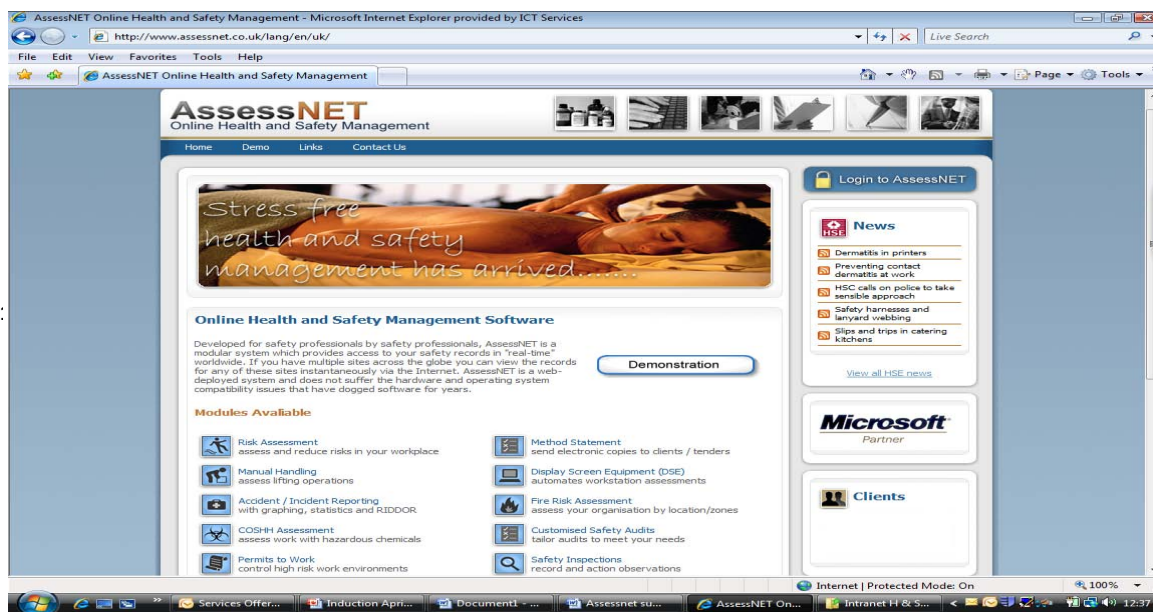 AssessNET Online Health and Safety Management - Microsoft Internet Explorer provided by ICT Services
http://www.assessnet.co.uk/lang/en/uk/
Live Search
File Edit View Favorites Tools Help
AssessNET Online Health and Safety Management
Page Tools
AssessNET
Online Health and Safety Management
Home Demo Links Contact Us
Login to AssessNET
Stress free
health and safety
management has arrived.......
HSE News
Dermatitis in printers
Preventing contact
dermatitis at work
HSC calls on police to take
sensible approach
Safety harnesses and
lanyard webbing
Slips and trips in catering
kitchens
View all HSE news
Online Health and Safety Management Software
Developed for safety professionals by safety professionals, AssessNET is a
modular system which provides access to your safety records in "real-time"
worldwide. If you have multiple sites across the globe you can view the records
for any of these sites instantaneously via the Internet. AssessNET is a web-
deployed system and does not suffer the hardware and operating system
compatibility issues that have dogged software for years.
Demonstration
Microsoft
Partner
Clients
Modules Avaliable
Risk Assessment
assess and reduce risks in your workplace
Manual Handling
assess lifting operations
Accident / Incident Reporting
with graphing, statistics and RIDDOR
COSHH Assessment
assess work with hazardous chemicals
Permits to Work
control high risk work environments
Method Statement
send electronic copies to clients / tenders
Display Screen Equipment (DSE)
automates workstation assessments
Fire Risk Assessment
assess your organisation by location/zones
Customised Safety Audits
tailor audits to meet your needs
Safety Inspections
record and action observations
Internet | Protected Mode: On
100%
Services Offer...
Induction Apri...
Document1 - ...
Assessnet su...
AssessNET On...
Intranet H & S...
12:37